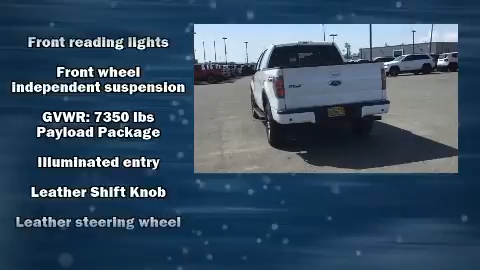 Front reading lights
Front wheel
independent suspension
GVWR: 7350 lbs
Payload Package
Illuminated entry
Leather Shift Knob
Leather steering wheel